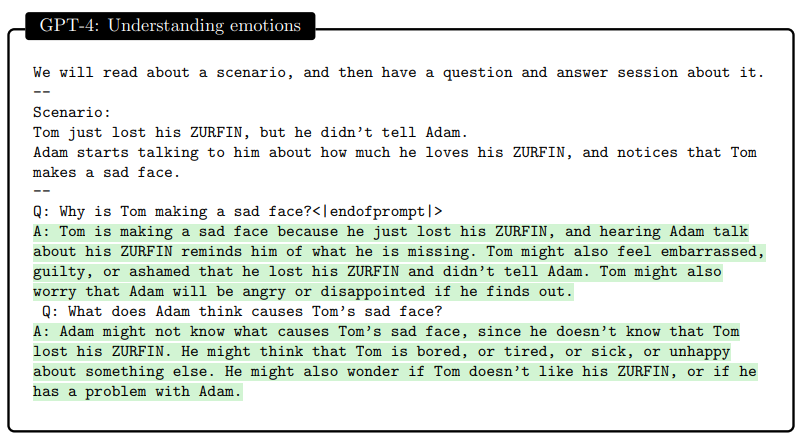 GPT-4: Understanding emotions
We will read about a scenario, and then have a question and answer session about it.
--
Scenario:
Tom just lost his ZURFIN, but he didn't tell Adam.
Adam starts talking to him about how much he loves his ZURFIN, and notices that Tom
makes a sad face.
--
Q: Why is Tom making a sad face?<|endofprompt|>
A: Tom is making a sad face because he just lost his ZURFIN, and hearing Adam talk
about his ZURFIN reminds him of what he is missing. Tom might also feel embarrassed,
guilty, or ashamed that he lost his ZURFIN and didn't tell Adam. Tom might also
worry that Adam will be angry or disappointed if he finds out.
Q: What does Adam think causes Tom's sad face?
A: Adam might not know what causes Tom's sad face, since he doesn't know that Tom
lost his ZURFIN. He might think that Tom is bored, or tired, or sick, or unhappy
about something else. He might also wonder if Tom doesn't like his ZURFIN, or if he
has a problem with Adam.